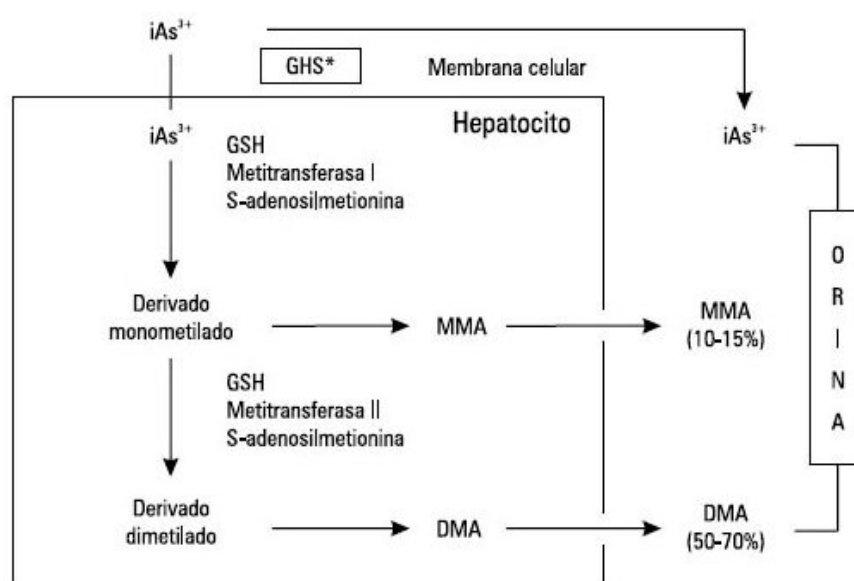 iAs³⁺
GHS*
Membrana celular
Hepatocito
iAs³⁺
iAs³⁺
GSH
Metitransferasa I
S-adenosilmetionina
Derivado
monometilado
MMA
MMA
(10-15%)
GSH
Metitransferasa II
S-adenosilmetionina
Derivado
dimetilado
DMA
DMA
(50-70%)
O
R
I
N
A